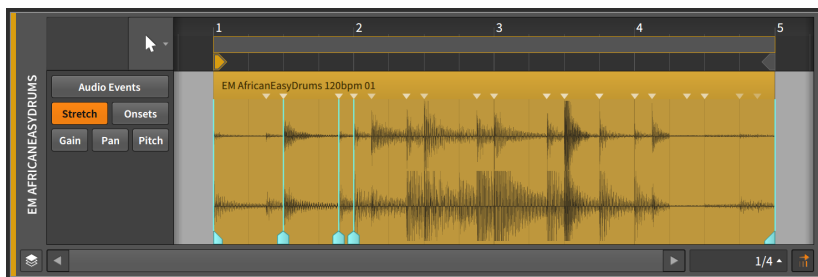 1 2 3 4 5
EM AFRICANEASYDRUMS
Audio Events
Stretch Onsets
Gain Pan Pitch
EM AfricanEasyDrums 120bpm 01
1/4